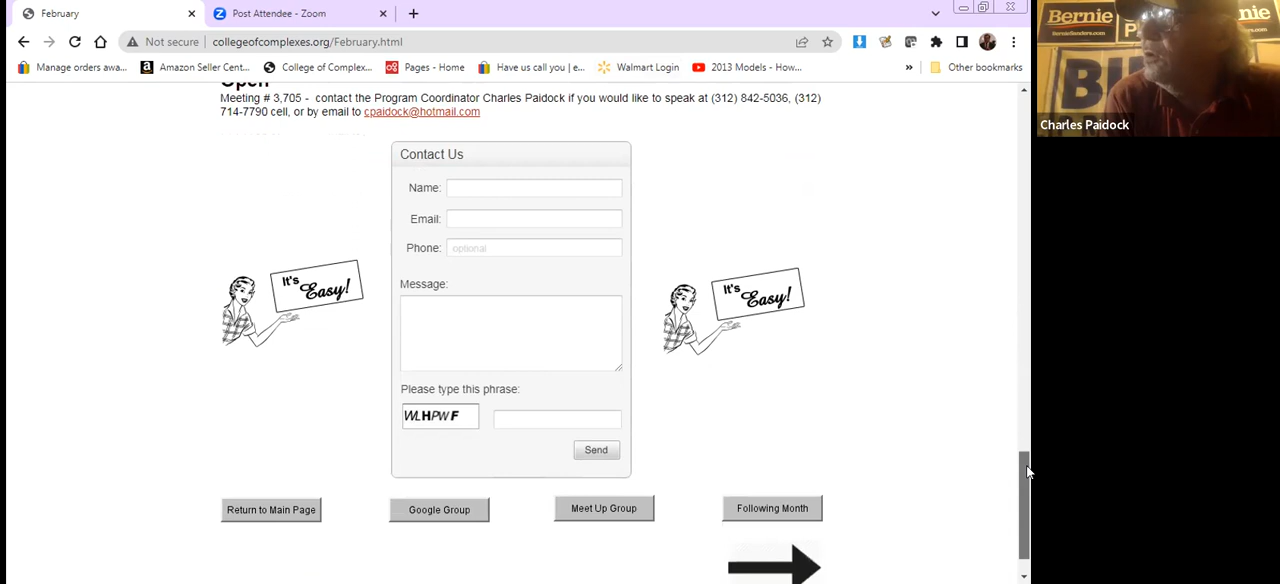 February
Post Attendee - Zoom
Not secure
collegeofcomplexes.org/February.html
Manage orders awa...
Amazon Seller Cent...
College of Complex...
Pages - Home
Have us call you | e...
Walmart Login
2013 Models - How...
»
Other bookmarks
Open
Meeting # 3,705 - contact the Program Coordinator Charles Paidock if you would like to speak at (312) 842-5036, (312)
714-7790 cell, or by email to cpaidock@hotmail.com
Contact Us
Name:
Email:
Phone: optional
Message:
It's Easy!
It's Easy!
Please type this phrase:
WLHPWF
Send
Return to Main Page
Google Group
Meet Up Group
Following Month
Bernie
BernieSanders.com
nie
Charles Paidock